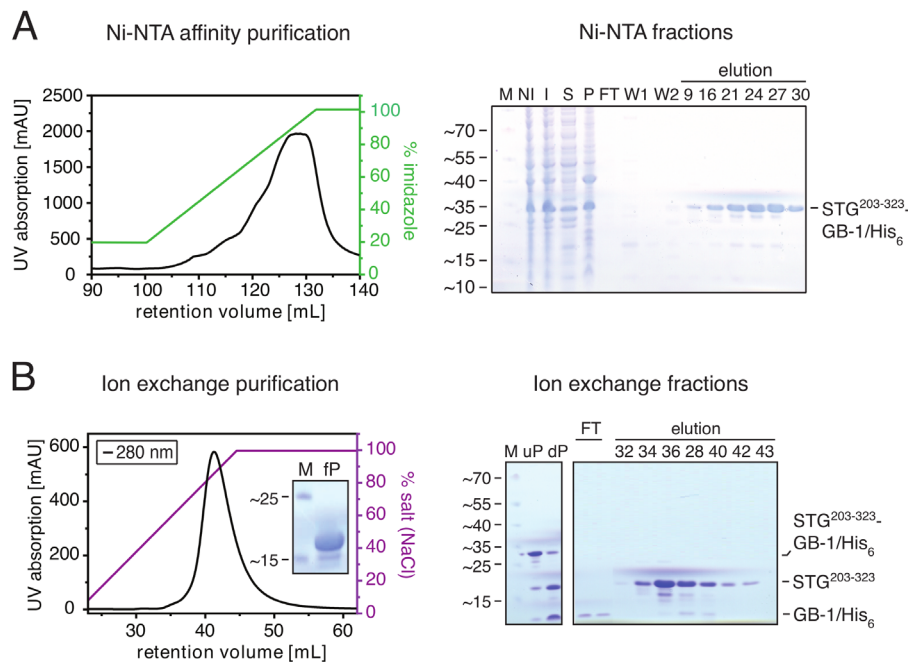 A
Ni-NTA affinity purification
UV absorption [mAU]
2500
2000
1500
1000
500
0
90 100 110 120 130 140
retention volume [mL]
100
80
60
40
20
0
% imidazole
Ni-NTA fractions
elution
M NI I S P FT W1 W2 9 16 21 24 27 30
~70
~55
~40
~35
~25
~15
~10
STG203-323-
GB-1/His6
B
Ion exchange purification
UV absorption [mAU]
600
400
200
0
30 40 50 60
retention volume [mL]
280 nm
M fP
~25
~15
100
90
80
70
60
50
40
30
20
10
0
% salt (NaCl)
Ion exchange fractions
FT elution
M uP dP 32 34 36 28 40 42 43
~70
~55
~40
~35
~25
~15
STG203-323-
GB-1/His6
STG203-323
GB-1/His6